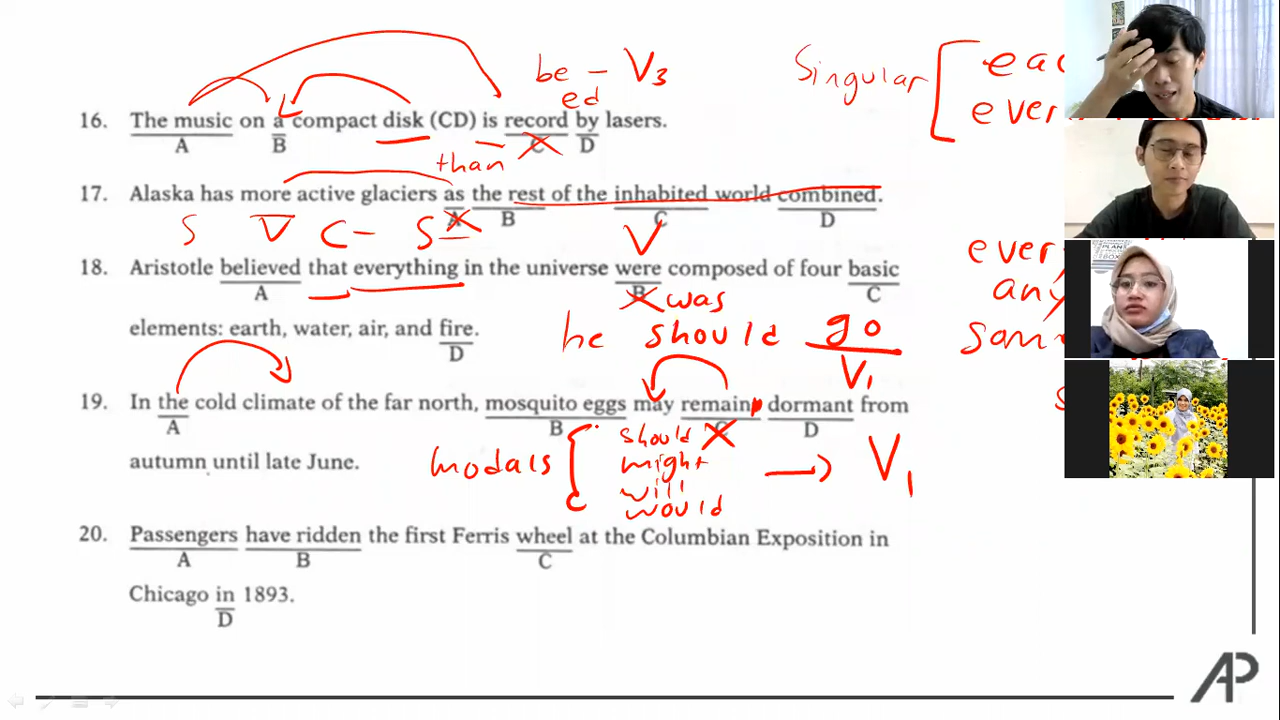 be - V3
ed
Singular
eac
ever
16. The music on a compact disk (CD) is record by lasers.
A B C D
than
17. Alaska has more active glaciers as the rest of the inhabited world combined.
A B C D
S V C- S V
18. Aristotle believed that everything in the universe were composed of four basic
A B C
was
elements: earth, water, air, and fire.
D
he should go
V1
ever
any
som
19. In the cold climate of the far north, mosquito eggs may remain dormant from
A B C D
autumn until late June.
modals
should
might
will
would
V1
s
20. Passengers have ridden the first Ferris wheel at the Columbian Exposition in
A B C
Chicago in 1893.
D
AP